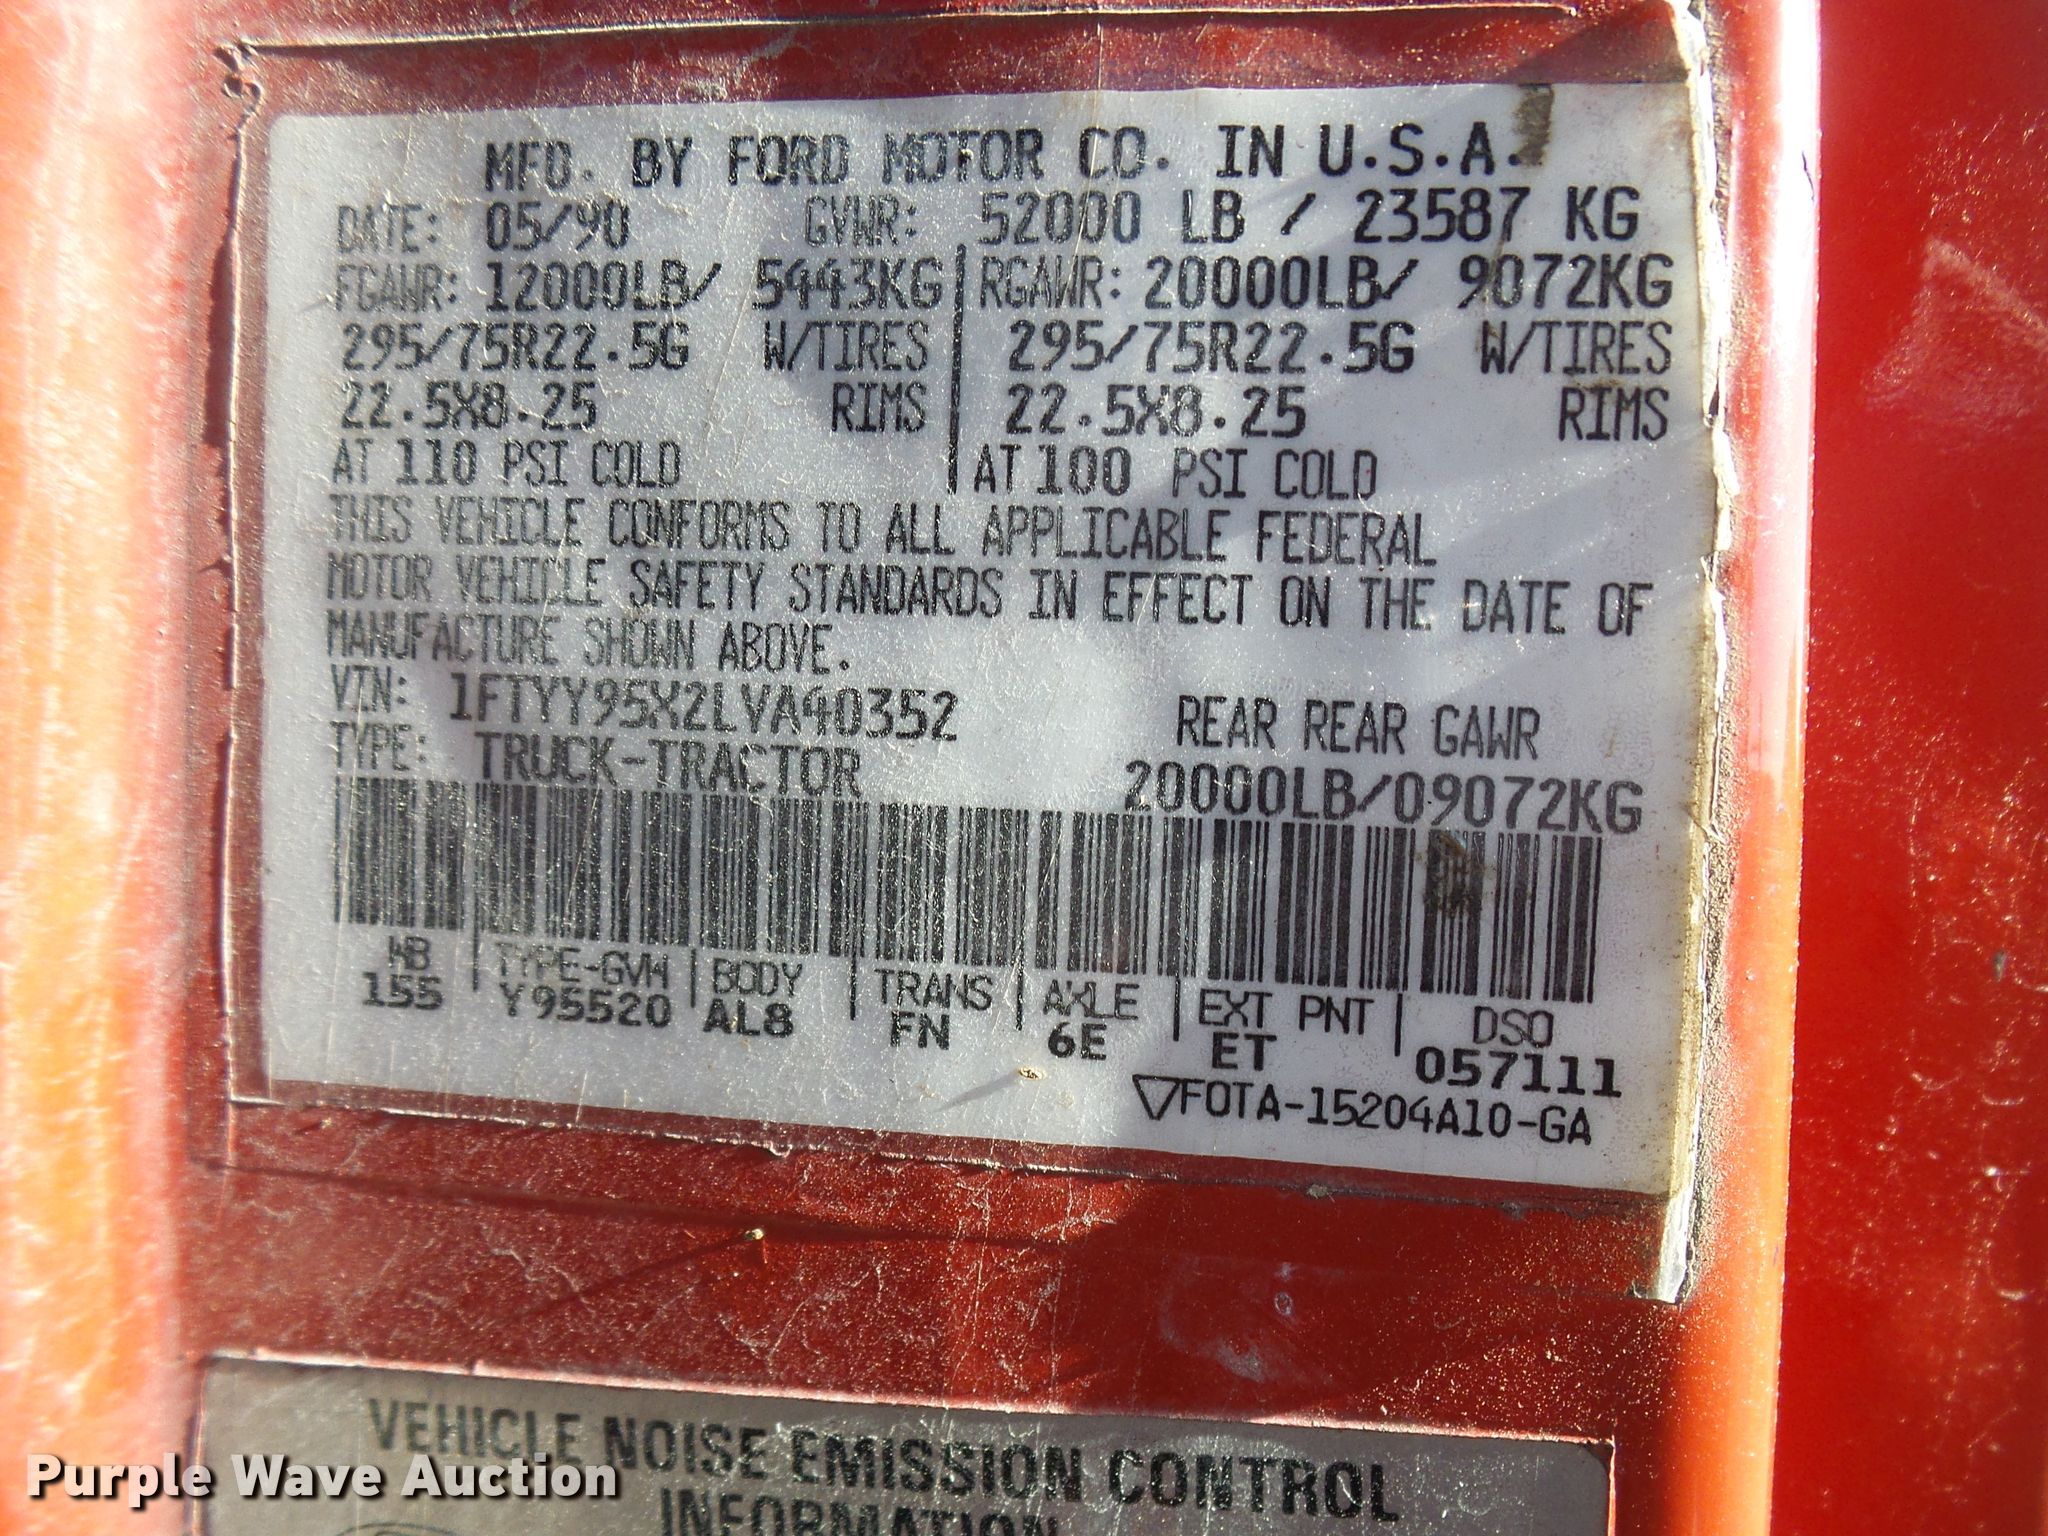 MFD. BY FORD MOTOR CO. IN U.S.A.
DATE: 05/90 GVWR: 52000 LB / 23587 KG
FGAWR: 12000LB/ 5443KG RGAWR: 20000LB/ 9072KG
295/75R22.5G W/TIRES 295/75R22.5G W/TIRES
22.5X8.25 RIMS 22.5X8.25 RIMS
AT 110 PSI COLD AT 100 PSI COLD
THIS VEHICLE CONFORMS TO ALL APPLICABLE FEDERAL
MOTOR VEHICLE SAFETY STANDARDS IN EFFECT ON THE DATE OF
MANUFACTURE SHOWN ABOVE.
VIN: 1FTYY95X2LVA40352 REAR REAR GAWR
TYPE: TRUCK-TRACTOR 20000LB/09072KG
WB TYPE-GVW BODY TRANS AXLE EXT PNT DSO
155 Y95520 AL8 FN 6E ET 057111
FOTA-15204A10-GA
VEHICLE NOISE EMISSION CONTROL
INFORMATION
Purple Wave Auction